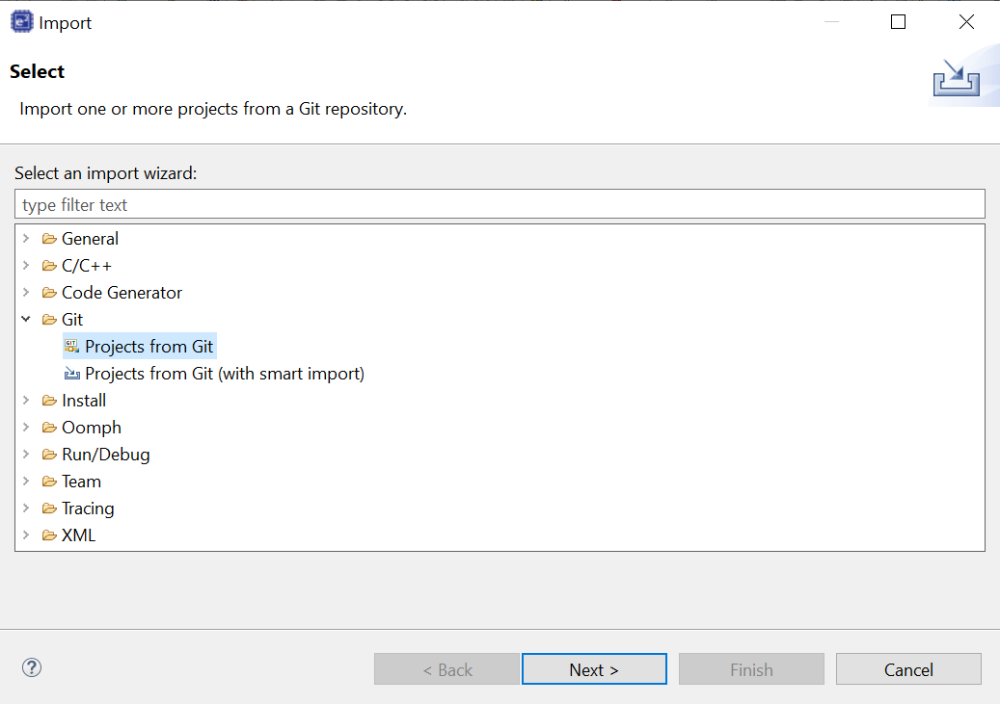 Import
Select
Import one or more projects from a Git repository.
Select an import wizard:
type filter text
General
C/C++
Code Generator
Git
Projects from Git
Projects from Git (with smart import)
Install
Oomph
Run/Debug
Team
Tracing
XML
< Back Next > Finish Cancel